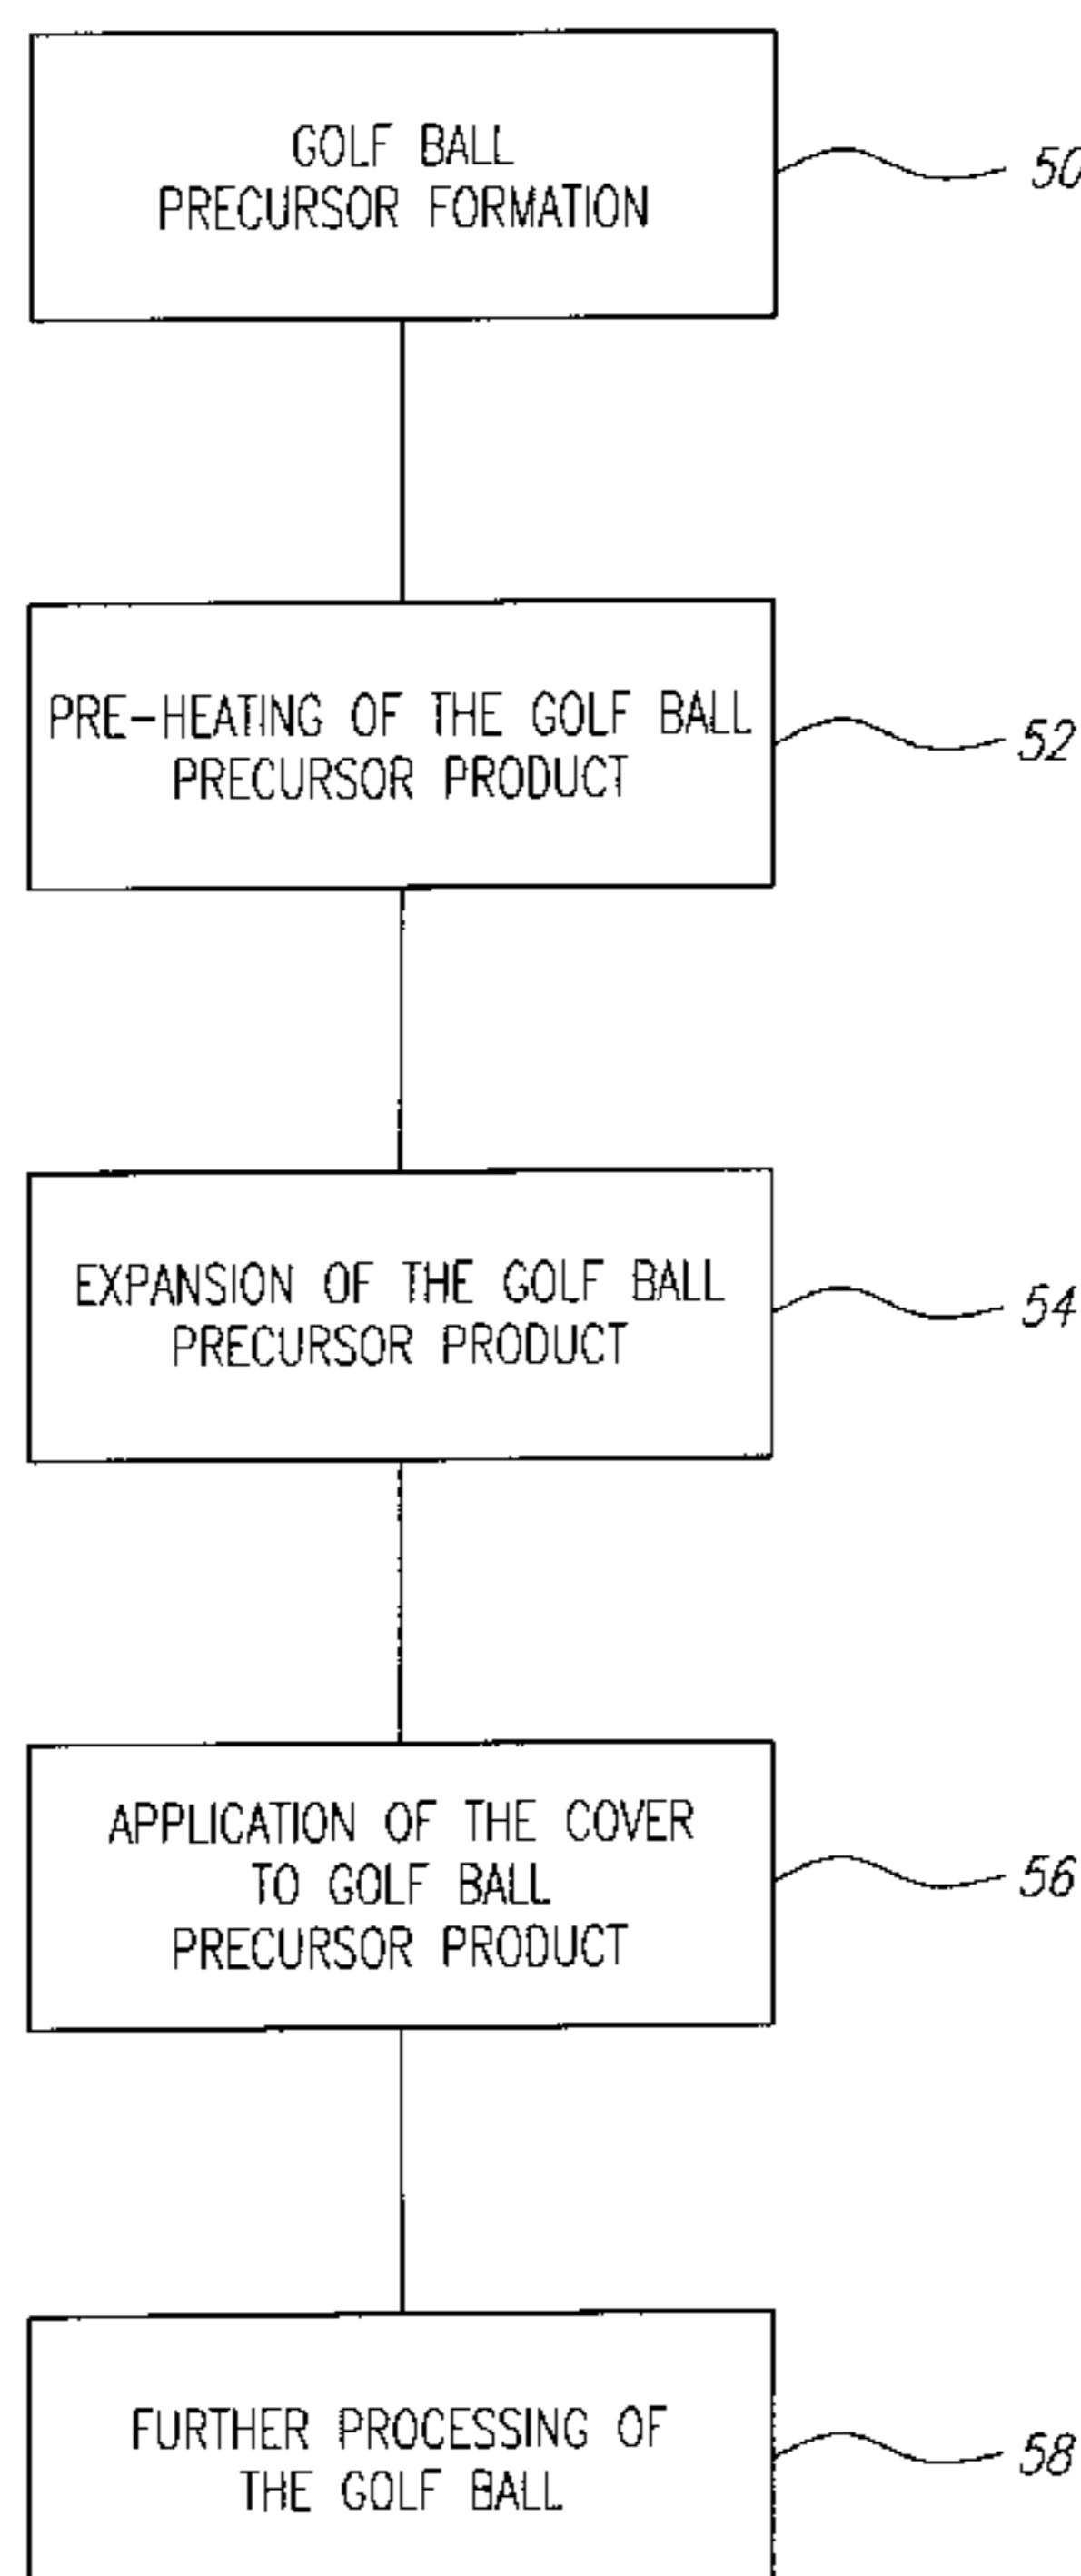 GOLF BALL
PRECURSOR FORMATION
50
PRE-HEATING OF THE GOLF BALL
PRECURSOR PRODUCT
52
EXPANSION OF THE GOLF BALL
PRECURSOR PRODUCT
54
APPLICATION OF THE COVER
TO GOLF BALL
PRECURSOR PRODUCT
56
FURTHER PROCESSING OF
THE GOLF BALL
58